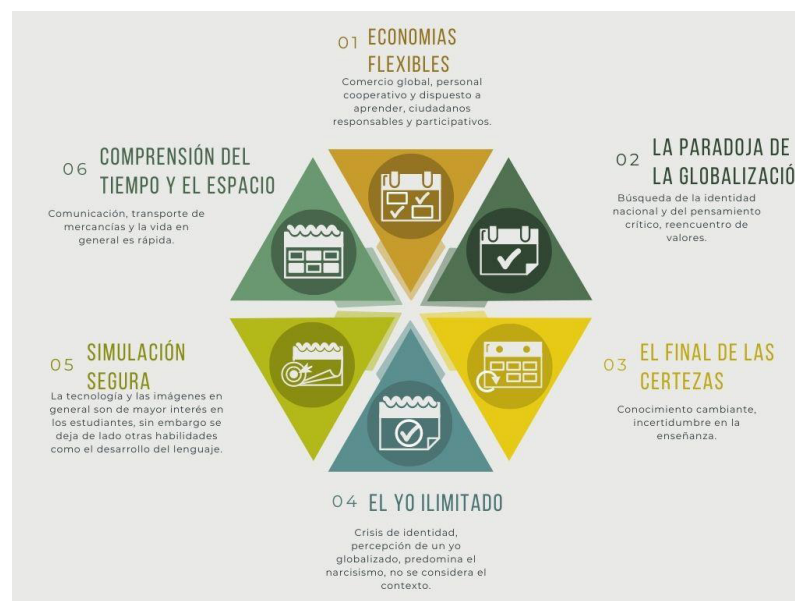 01 ECONOMIAS
FLEXIBLES
Comercio global, personal
cooperativo y dispuesto a
aprender, ciudadanos
responsables y participativos.
02 LA PARADOJA DE
LA GLOBALIZACIÓ
Búsqueda de la identidad
nacional y del pensamiento
crítico, reencuentro de
valores.
03 EL FINAL DE LAS
CERTEZAS
Conocimiento cambiante,
incertidumbre en la
enseñanza.
04 EL YO ILIMITADO
Crisis de identidad,
percepción de un yo
globalizado, predomina el
narcisismo, no se considera el
contexto.
05 SIMULACIÓN
SEGURA
La tecnología y las imágenes en
general son de mayor interés en
los estudiantes, sin embargo se
deja de lado otras habilidades
como el desarrollo del lenguaje.
06 COMPRENSIÓN DEL
TIEMPO Y EL ESPACIO
Comunicación, transporte de
mercancías y la vida en
general es rápida.